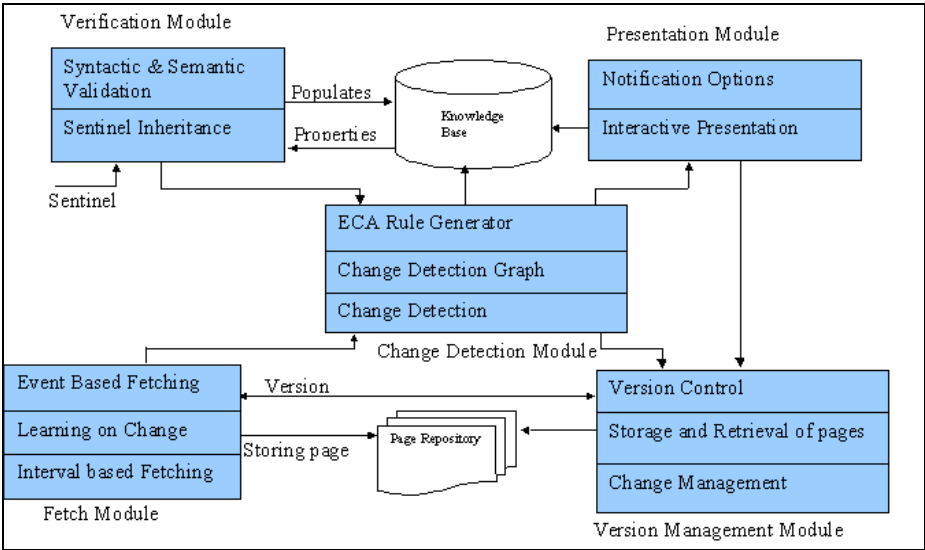 Verification Module
Syntactic & Semantic
Validation
Sentinel Inheritance
Sentinel
Populates
Properties
Knowledge
Base
Presentation Module
Notification Options
Interactive Presentation
ECA Rule Generator
Change Detection Graph
Change Detection
Change Detection Module
Event Based Fetching
Learning on Change
Interval based Fetching
Fetch Module
Version
Storing page
Page Repository
Version Control
Storage and Retrieval of pages
Change Management
Version Management Module